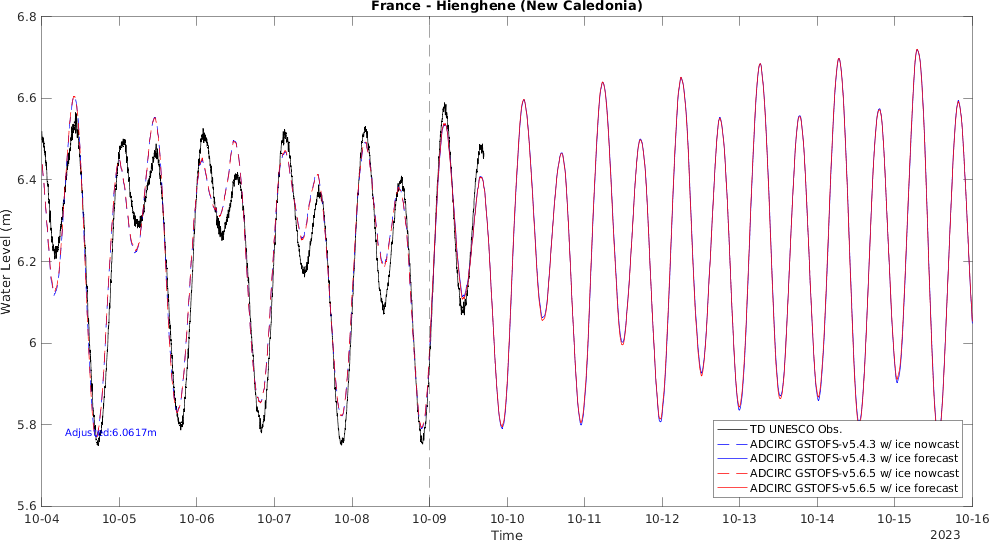 France - Hienghene (New Caledonia)
6.8
6.6
6.4
6.2
6
5.8
5.6
Water Level (m)
Adjusted:6.0617m
TD UNESCO Obs.
ADCIRC GSTOFS-v5.4.3 w/ ice nowcast
ADCIRC GSTOFS-v5.4.3 w/ ice forecast
ADCIRC GSTOFS-v5.6.5 w/ ice nowcast
ADCIRC GSTOFS-v5.6.5 w/ ice forecast
10-04 10-05 10-06 10-07 10-08 10-09 10-10 10-11 10-12 10-13 10-14 10-15 10-16
Time
2023